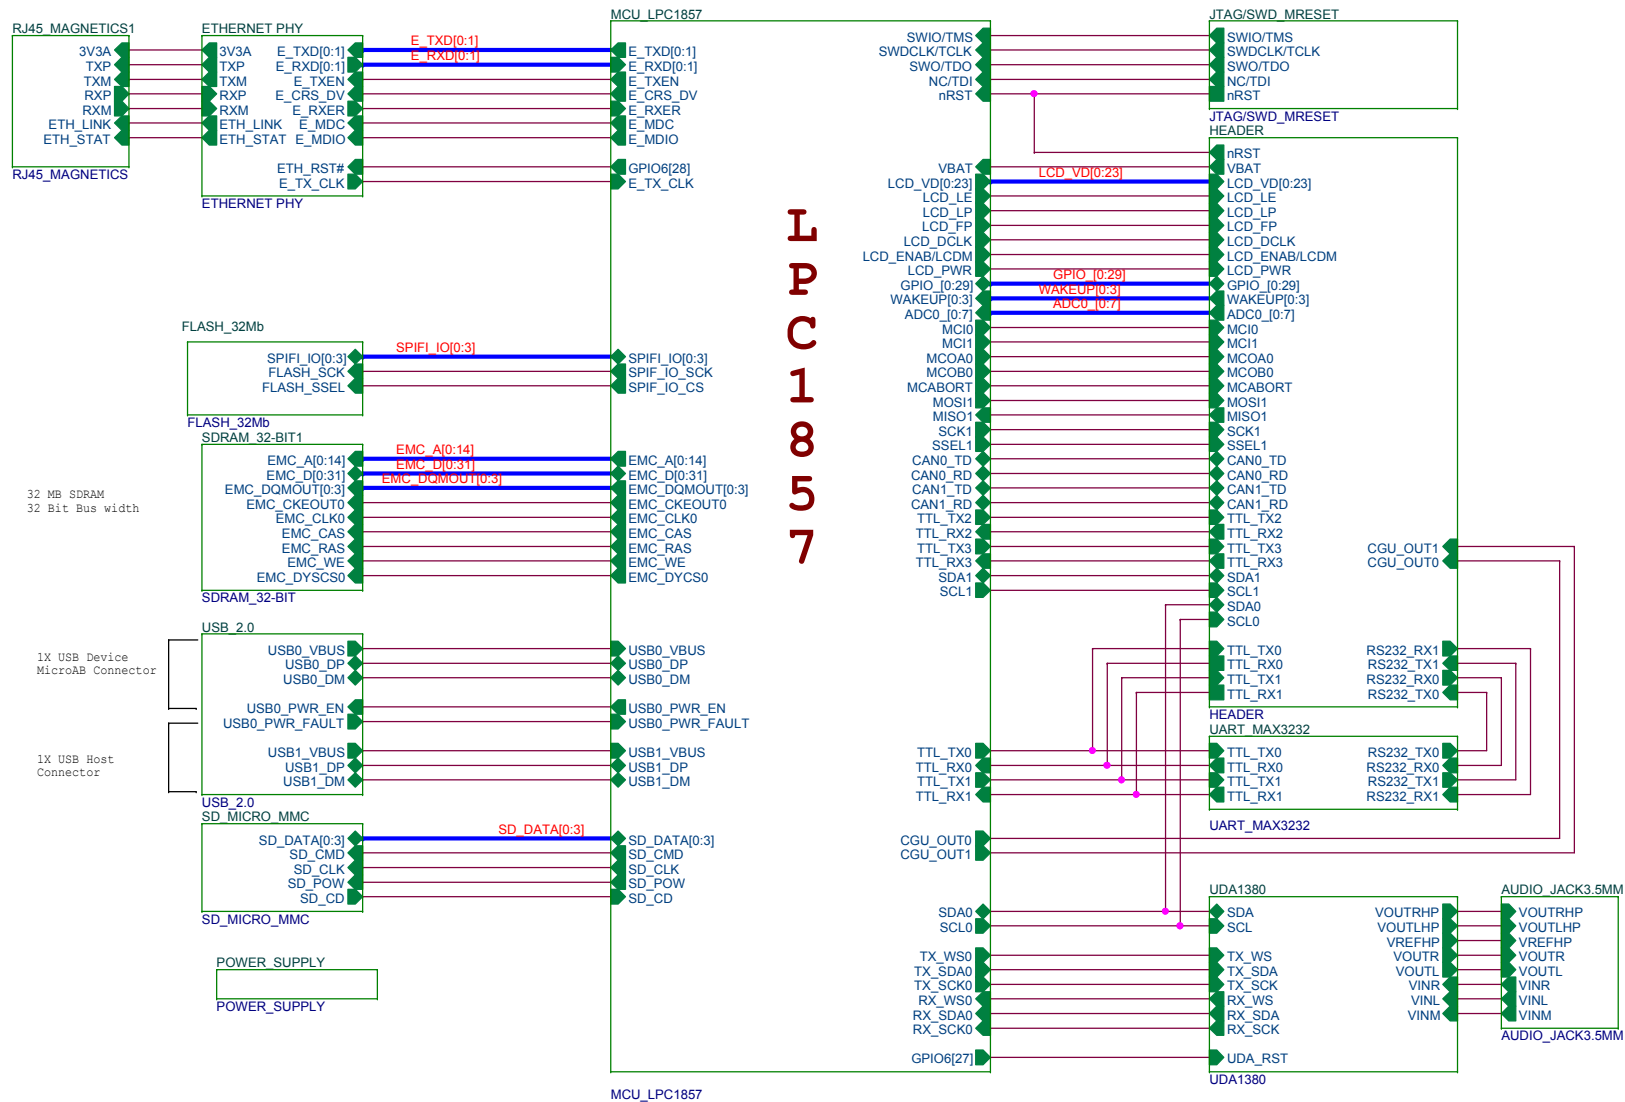 RJ45_MAGNETICS1
3V3A
TXP
TXM
RXP
RXM
ETH_LINK
ETH_STAT
RJ45_MAGNETICS
ETHERNET PHY
3V3A
TXP
TXM
RXP
RXM
ETH_LINK
ETH_STAT
E_TXD[0:1]
E_RXD[0:1]
E_TXEN
E_CRS_DV
E_RXER
E_MDC
E_MDIO
ETH_RST#
E_TX_CLK
ETHERNET PHY
E_TXD[0:1]
E_RXD[0:1]
FLASH_32Mb
SPIFI_IO[0:3]
FLASH_SCK
FLASH_SSEL
FLASH_32Mb
SPIFI_IO[0:3]
SDRAM_32-BIT1
32 MB SDRAM
32 Bit Bus width
EMC_A[0:14]
EMC_D[0:31]
EMC_DQMOUT[0:3]
EMC_CKEOUT0
EMC_CLK0
EMC_CAS
EMC_RAS
EMC_WE
EMC_DYSCS0
SDRAM_32-BIT
EMC_A[0:14]
EMC_D[0:31]
EMC_DQMOUT[0:3]
USB_2.0
1X USB Device
MicroAB Connector
1X USB Host
Connector
USB0_VBUS
USB0_DP
USB0_DM
USB0_PWR_EN
USB0_PWR_FAULT
USB1_VBUS
USB1_DP
USB1_DM
USB_2.0
SD_MICRO_MMC
SD_DATA[0:3]
SD_CMD
SD_CLK
SD_POW
SD_CD
SD_MICRO_MMC
SD_DATA[0:3]
POWER_SUPPLY
POWER_SUPPLY
MCU_LPC1857
E_TXD[0:1]
E_RXD[0:1]
E_TXEN
E_CRS_DV
E_RXER
E_MDC
E_MDIO
GPIO6[28]
E_TX_CLK
SPIFI_IO[0:3]
SPIF_IO_SCK
SPIF_IO_CS
EMC_A[0:14]
EMC_D[0:31]
EMC_DQMOUT[0:3]
EMC_CKEOUT0
EMC_CLK0
EMC_CAS
EMC_RAS
EMC_WE
EMC_DYCS0
USB0_VBUS
USB0_DP
USB0_DM
USB0_PWR_EN
USB0_PWR_FAULT
USB1_VBUS
USB1_DP
USB1_DM
SD_DATA[0:3]
SD_CMD
SD_CLK
SD_POW
SD_CD
L
P
C
1
8
5
7
SWIO/TMS
SWDCLK/TCLK
SWO/TDO
NC/TDI
nRST
VBAT
LCD_VD[0:23]
LCD_LE
LCD_LP
LCD_FP
LCD_DCLK
LCD_ENAB/LCDM
LCD_PWR
GPIO_[0:29]
WAKEUP[0:3]
ADC0_[0:7]
MCI0
MCI1
MCOA0
MCOB0
MCABORT
MOSI1
MISO1
SCK1
SSEL1
CAN0_TD
CAN0_RD
CAN1_TD
CAN1_RD
TTL_TX2
TTL_RX2
TTL_TX3
TTL_RX3
SDA1
SCL1
TTL_TX0
TTL_RX0
TTL_TX1
TTL_RX1
CGU_OUT0
CGU_OUT1
SDA0
SCL0
TX_WS0
TX_SDA0
TX_SCK0
RX_WS0
RX_SDA0
RX_SCK0
GPIO6[27]
MCU_LPC1857
LCD_VD[0:23]
GPIO_[0:29]
WAKEUP[0:3]
ADC0_[0:7]
JTAG/SWD_MRESET
SWIO/TMS
SWDCLK/TCLK
SWO/TDO
NC/TDI
nRST
JTAG/SWD_MRESET
HEADER
nRST
VBAT
LCD_VD[0:23]
LCD_LE
LCD_LP
LCD_FP
LCD_DCLK
LCD_ENAB/LCDM
LCD_PWR
GPIO_[0:29]
WAKEUP[0:3]
ADC0_[0:7]
MCI0
MCI1
MCOA0
MCOB0
MCABORT
MOSI1
MISO1
SCK1
SSEL1
CAN0_TD
CAN0_RD
CAN1_TD
CAN1_RD
TTL_TX2
TTL_RX2
TTL_TX3
TTL_RX3
SDA1
SCL1
SDA0
SCL0
TTL_TX0
TTL_RX0
TTL_TX1
TTL_RX1
CGU_OUT1
CGU_OUT0
RS232_RX1
RS232_TX1
RS232_RX0
RS232_TX0
HEADER
UART_MAX3232
TTL_TX0
TTL_RX0
TTL_TX1
TTL_RX1
RS232_TX0
RS232_RX0
RS232_TX1
RS232_RX1
UART_MAX3232
UDA1380
SDA
SCL
TX_WS
TX_SDA
TX_SCK
RX_WS
RX_SDA
RX_SCK
UDA_RST
VOUTRHP
VOUTLHP
VREFHP
VOUTR
VOUTL
VINR
VINL
VINM
UDA1380
AUDIO_JACK3.5MM
VOUTRHP
VOUTLHP
VREFHP
VOUTR
VOUTL
VINR
VINL
VINM
AUDIO_JACK3.5MM